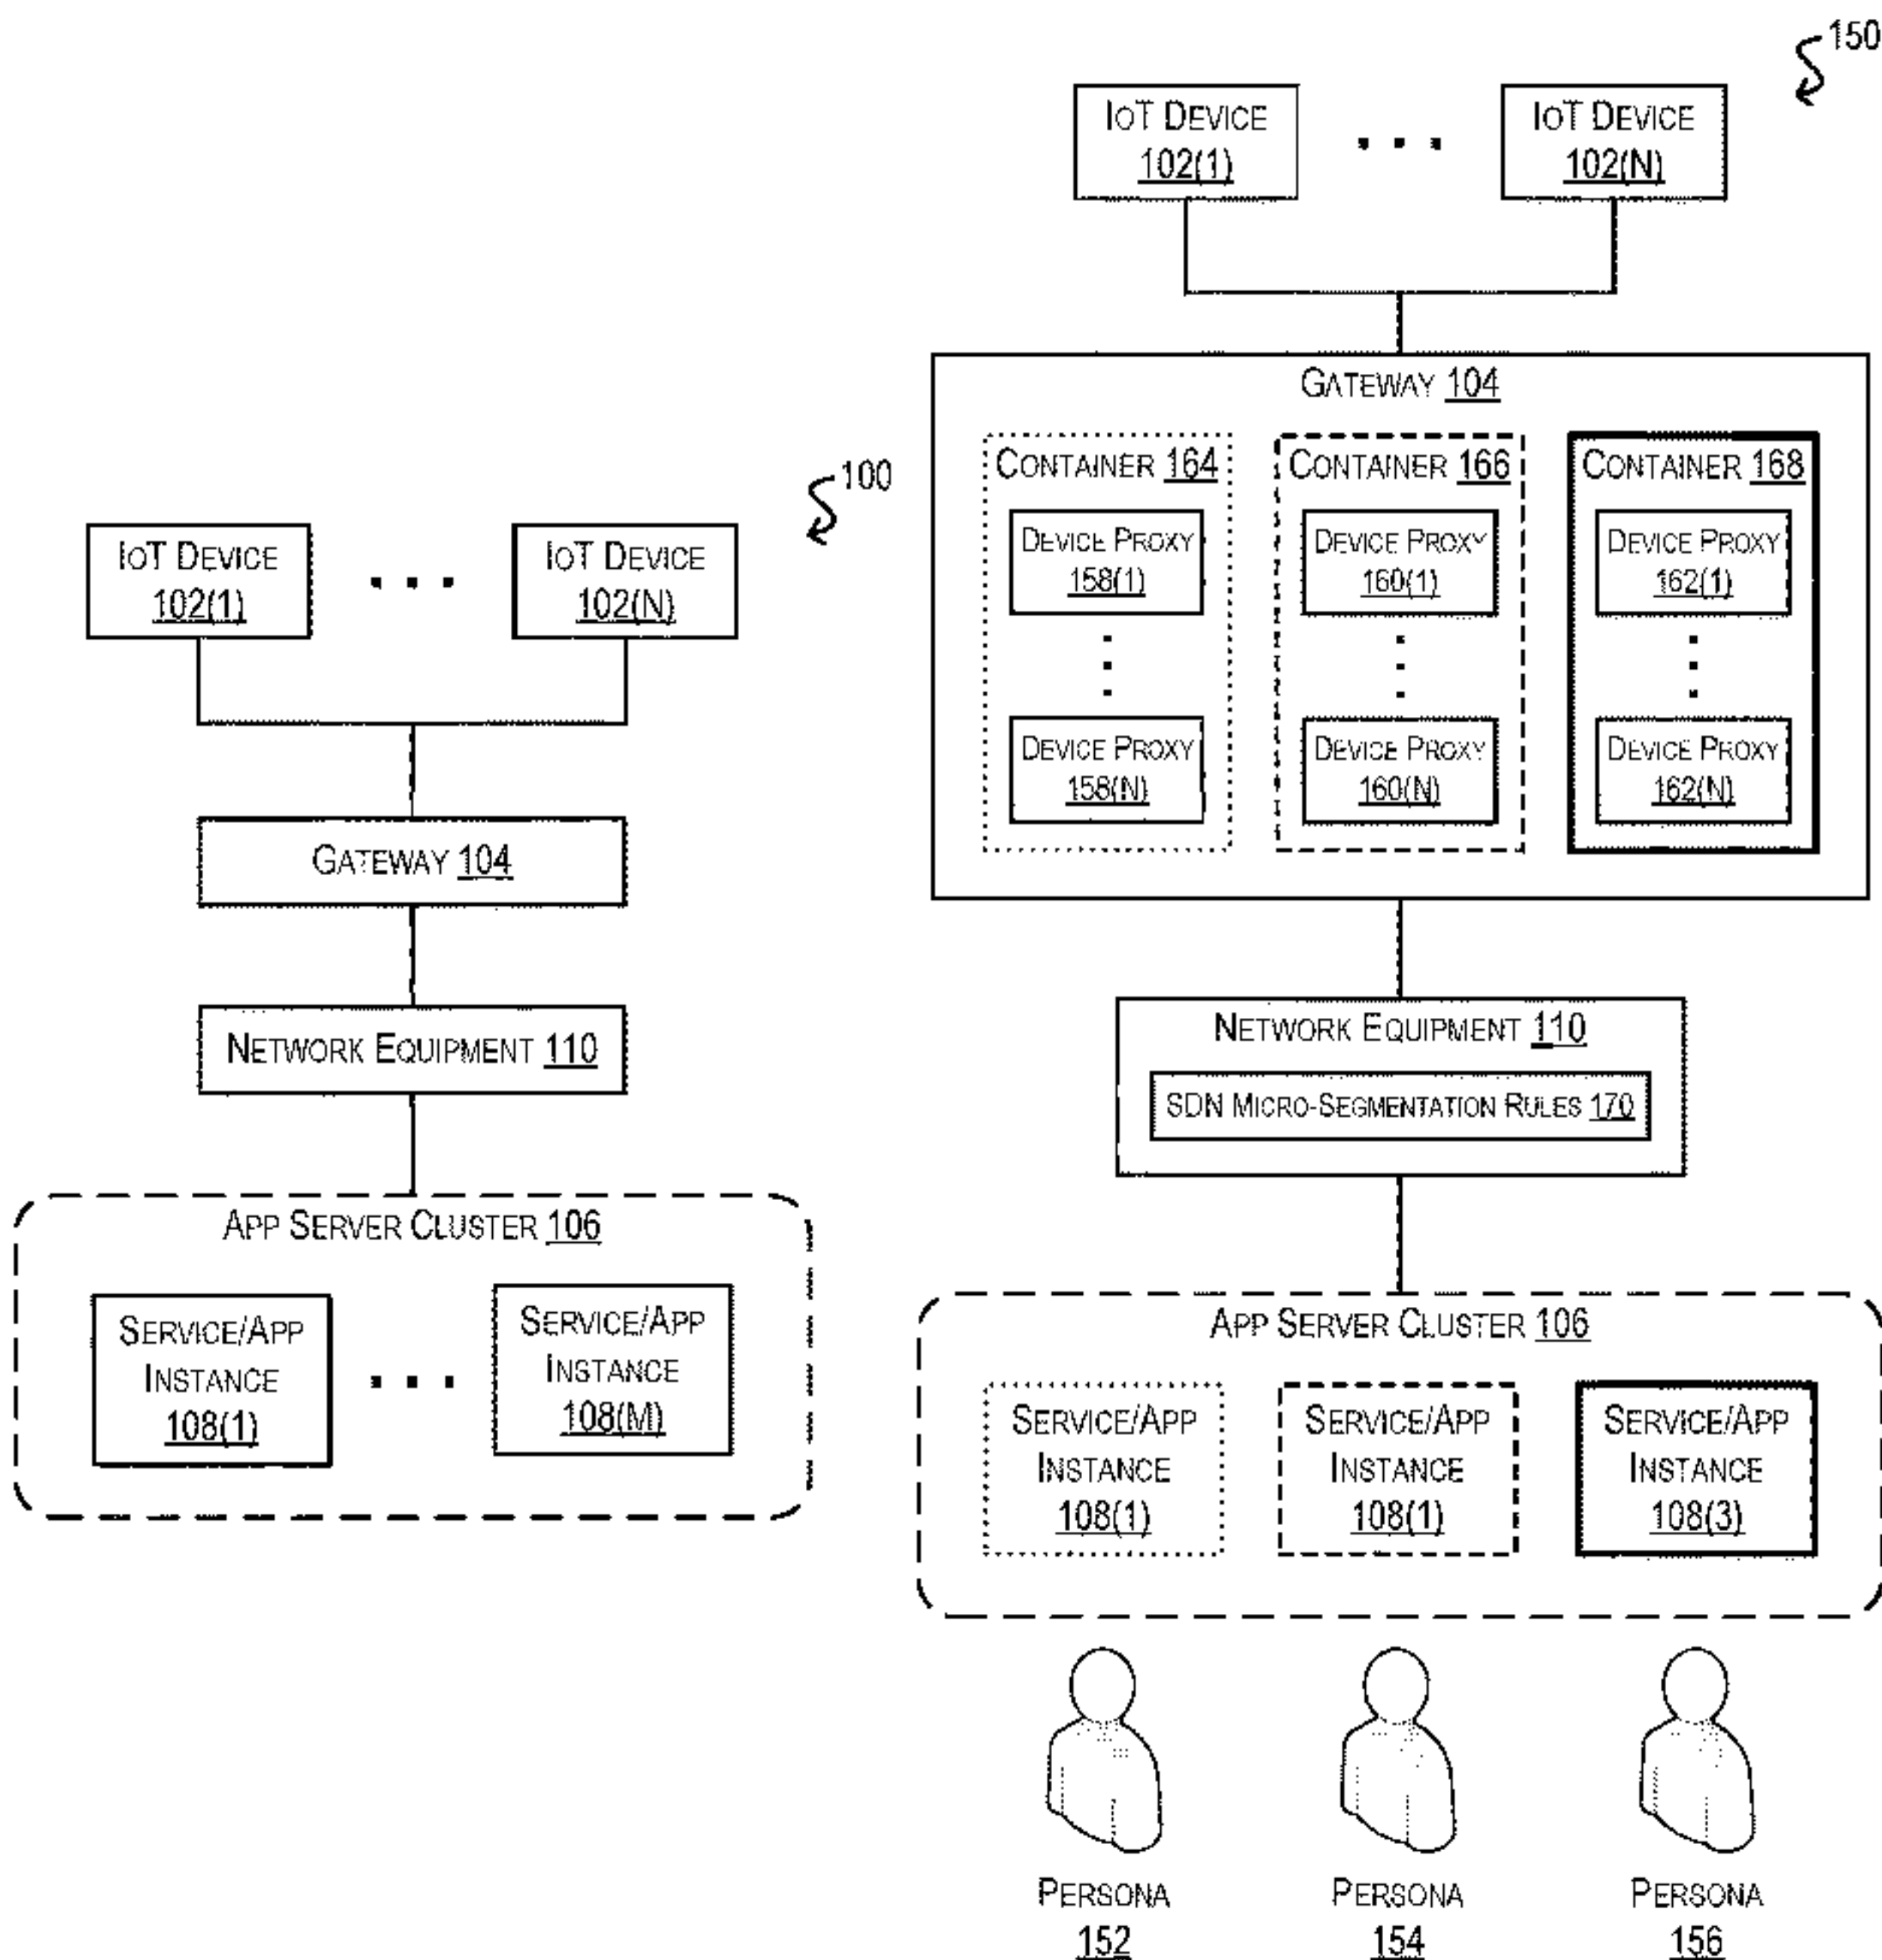 100
IoT Device
102(1)
IoT Device
102(N)
Gateway 104
Network Equipment 110
App Server Cluster 106
Service/App
Instance
108(1)
Service/App
Instance
108(M)
150
IoT Device
102(1)
IoT Device
102(N)
Gateway 104
Container 164
Device Proxy
158(1)
Device Proxy
158(N)
Container 166
Device Proxy
160(1)
Device Proxy
160(N)
Container 168
Device Proxy
162(1)
Device Proxy
162(N)
Network Equipment 110
SDN Micro-Segmentation Rules 170
App Server Cluster 106
Service/App
Instance
108(1)
Service/App
Instance
108(1)
Service/App
Instance
108(3)
Persona
152
Persona
154
Persona
156